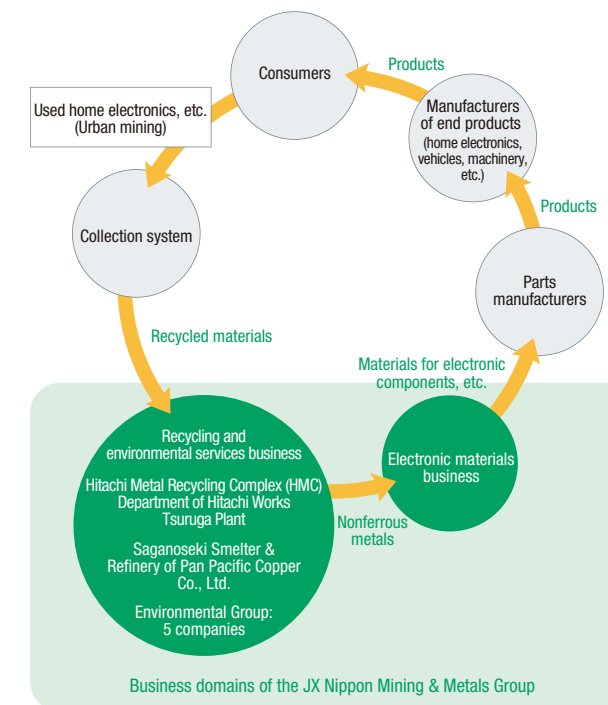 Consumers
Products
Manufacturers
of end products
(home electronics,
vehicles, machinery,
etc.)
Used home electronics, etc.
(Urban mining)
Collection system
Products
Parts
manufacturers
Recycled materials
Materials for electronic
components, etc.
Recycling and
environmental services business
Hitachi Metal Recycling Complex (HMC)
Department of Hitachi Works
Tsuruga Plant
Saganoseki Smelter &
Refinery of Pan Pacific Copper
Co., Ltd.
Environmental Group:
5 companies
Electronic materials
business
Nonferrous
metals
Business domains of the JX Nippon Mining & Metals Group